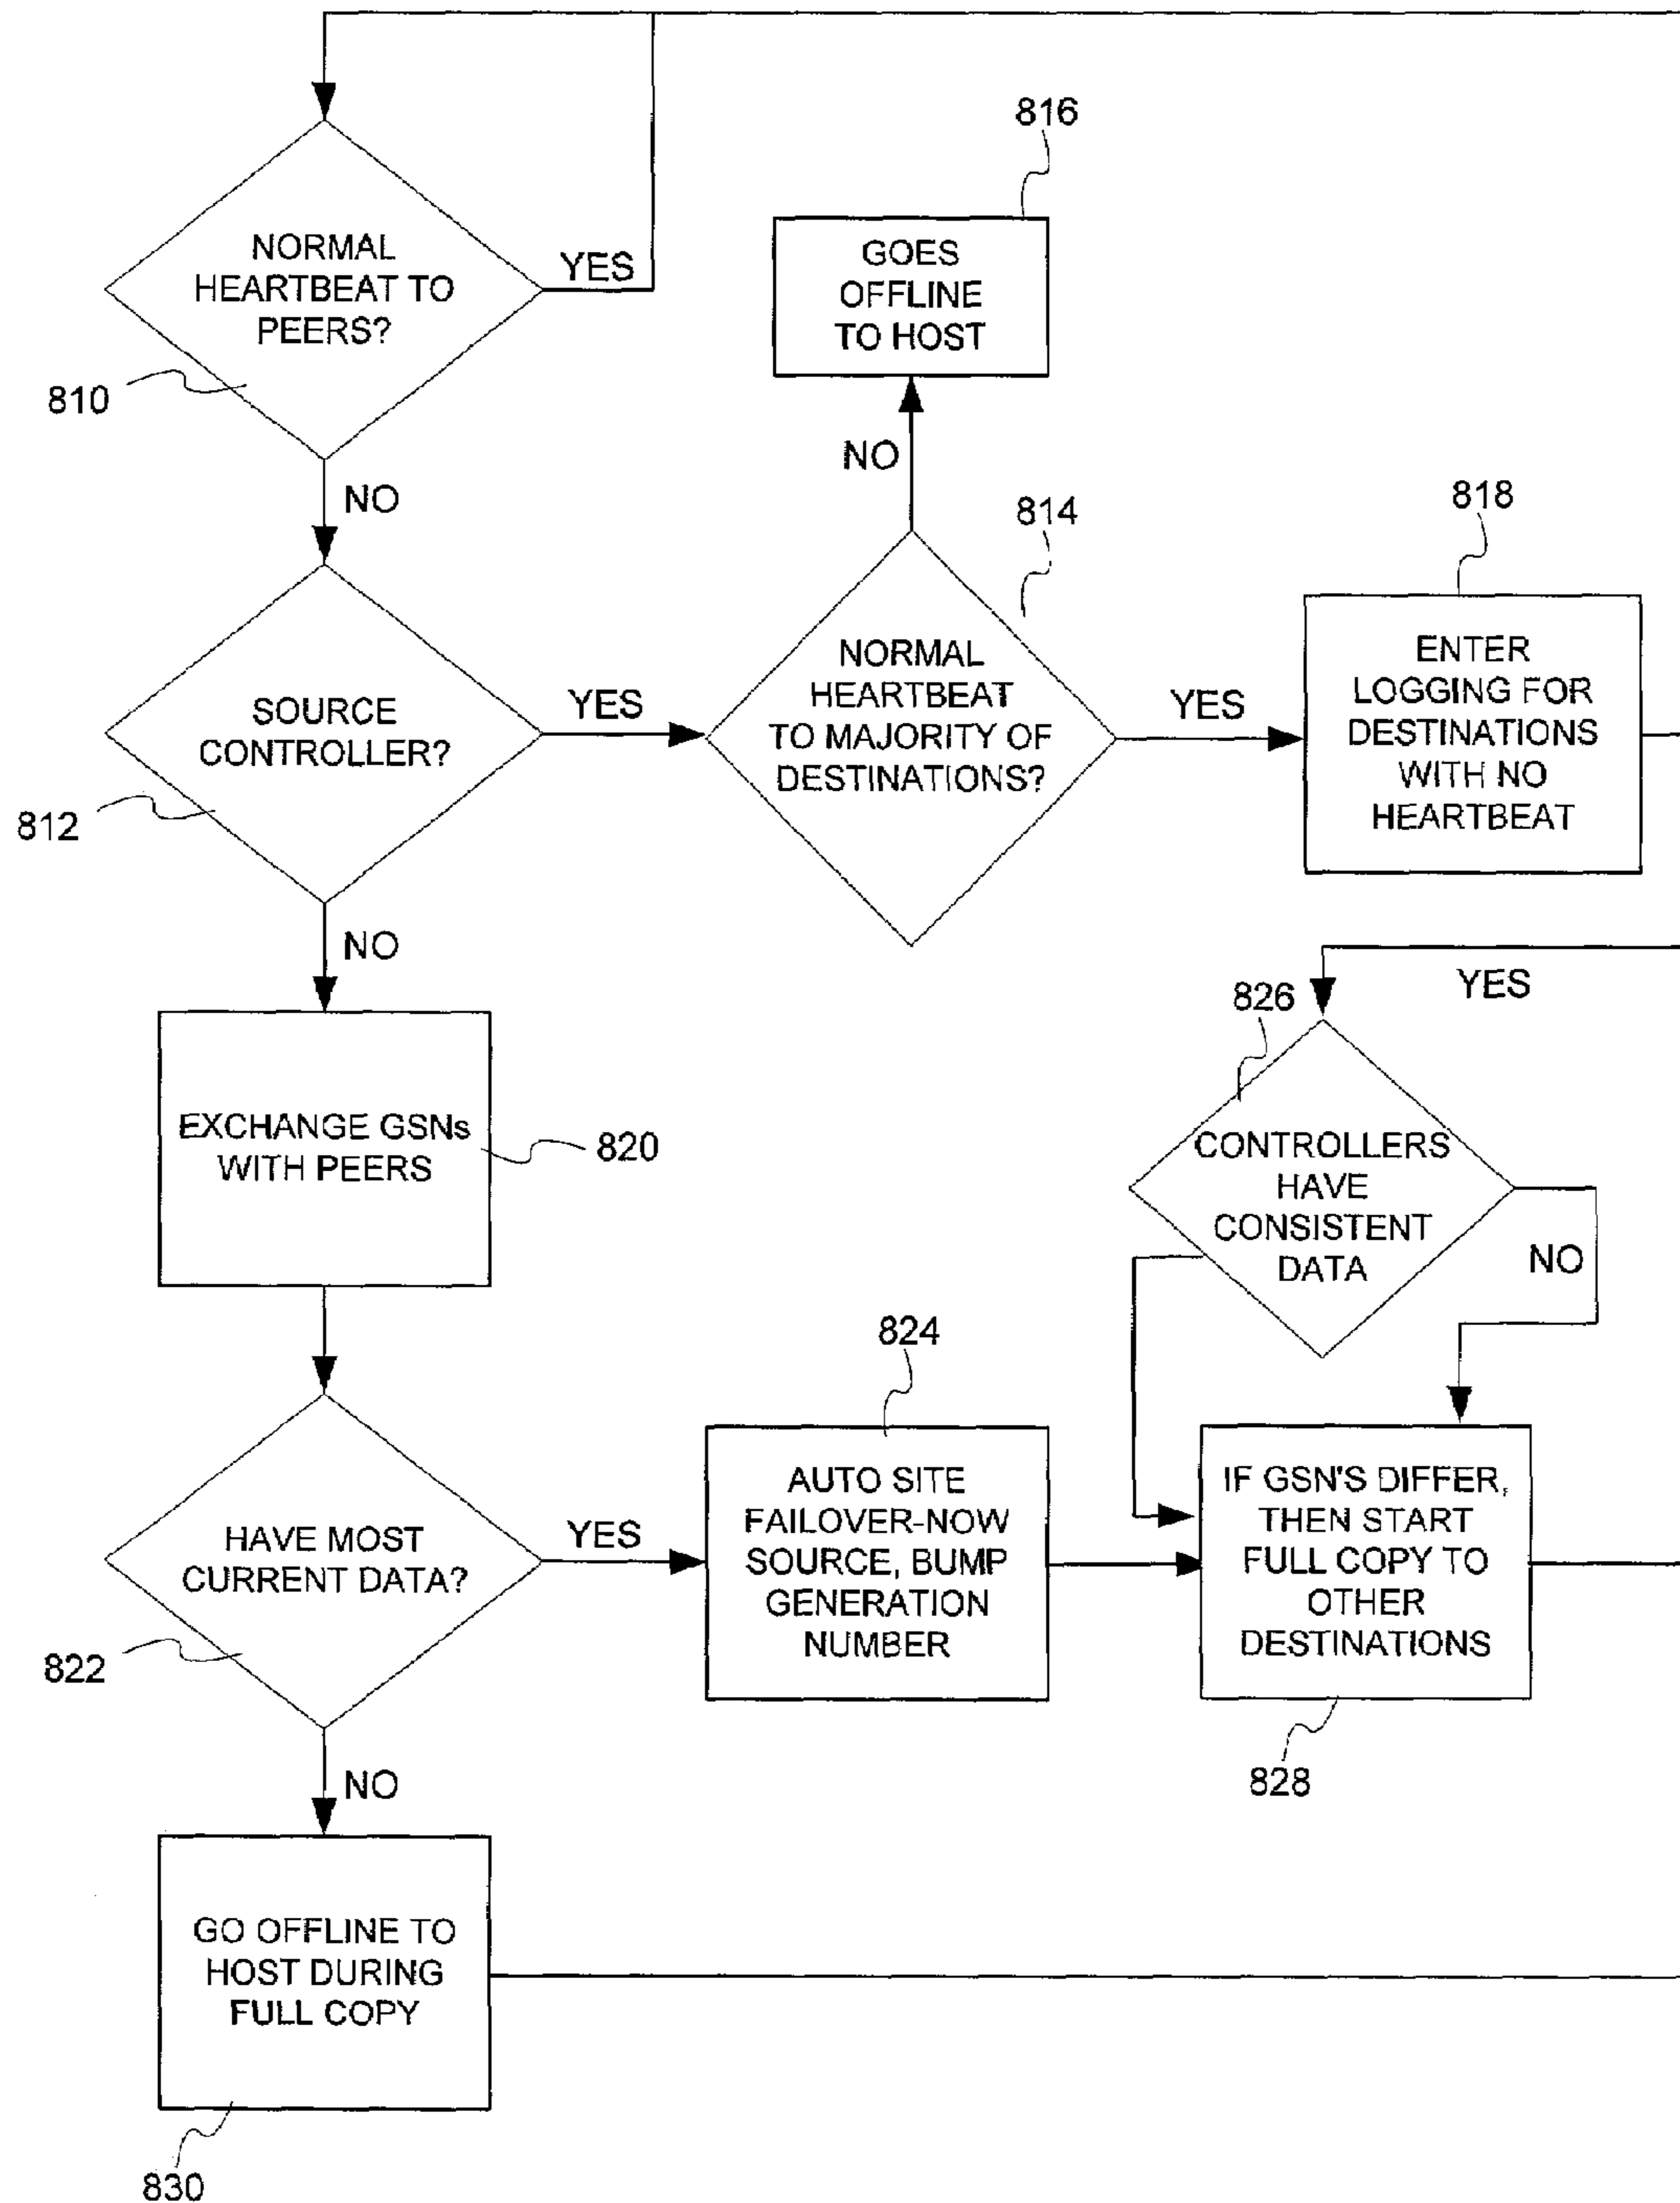 NORMAL
HEARTBEAT TO
PEERS?
YES
810
NO
816
GOES
OFFLINE
TO HOST
NO
814
SOURCE
CONTROLLER?
812
YES
NORMAL
HEARTBEAT
TO MAJORITY OF
DESTINATIONS?
YES
818
ENTER
LOGGING FOR
DESTINATIONS
WITH NO
HEARTBEAT
NO
EXCHANGE GSNs
WITH PEERS
820
YES
826
CONTROLLERS
HAVE
CONSISTENT
DATA
NO
HAVE MOST
CURRENT DATA?
822
YES
824
AUTO SITE
FAILOVER-NOW
SOURCE, BUMP
GENERATION
NUMBER
IF GSN'S DIFFER,
THEN START
FULL COPY TO
OTHER
DESTINATIONS
828
NO
GO OFFLINE TO
HOST DURING
FULL COPY
830